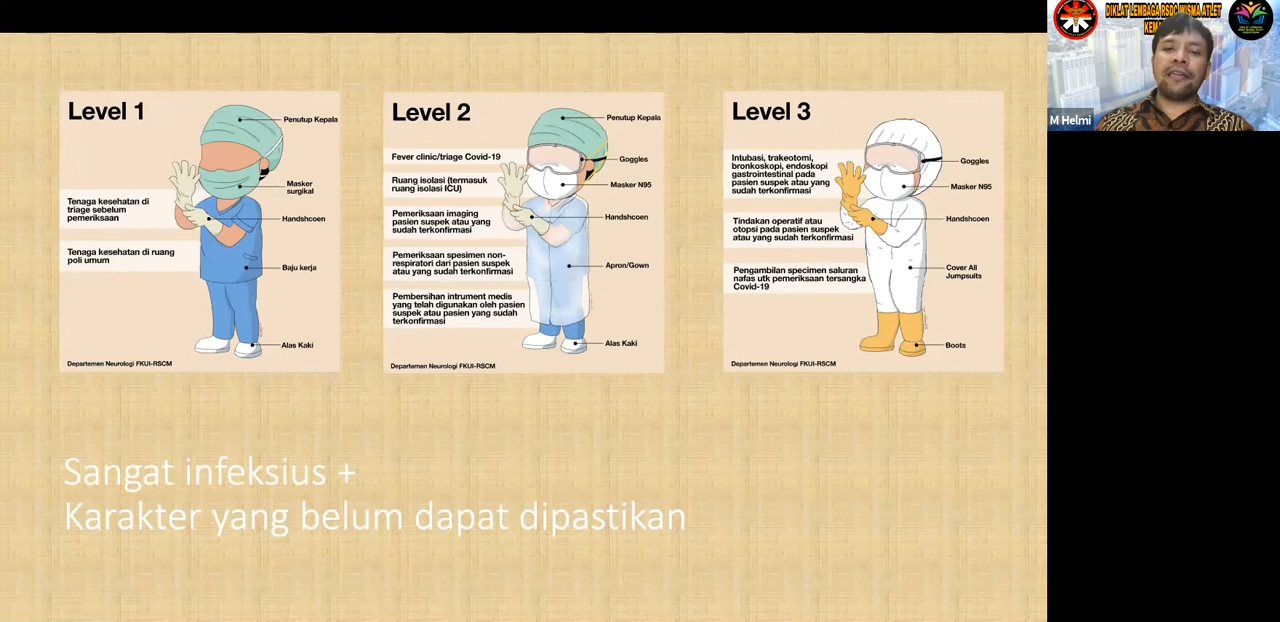 Level 1
Penutup Kepala
Masker
surgikal
Tenaga kesehatan di
triage sebelum
pemeriksaan
Handshcoen
Tenaga kesehatan di ruang
poli umum
Baju kerja
Alas Kaki
Departemen Neurologi FKUI-RSCM
Level 2
Penutup Kepala
Fever clinic/triage Covid-19
Goggles
Ruang isolasi (termasuk
ruang isolasi ICU)
Masker N95
Pemeriksaan imaging
pasien suspek atau yang
sudah terkonfirmasi
Handshcoen
Pemeriksaan spesimen non-
respiratori dari pasien suspek
atau yang sudah terkonfirmasi
Apron/Gown
Pembersihan intrument medis
yang telah digunakan oleh pasien
suspek atau pasien yang sudah
terkonfirmasi
Alas Kaki
Departemen Neurologi FKUI-RSCM
Level 3
Intubasi, trakeotomi,
bronkoskopi, endoskopi
gastrointestinal pada
pasien suspek atau yang
sudah terkonfirmasi
Goggles
Masker N95
Tindakan operatif atau
otopsi pada pasien suspek
atau yang sudah terkonfirmasi
Handshcoen
Pengambilan specimen saluran
nafas utk pemeriksaan tersangka
Covid-19
Cover All
Jumpsuits
Boots
Departemen Neurologi FKUI-RSCM
Sangat infeksius +
Karakter yang belum dapat dipastikan
DIKLAT LEMBAGA RSDC WISMA ATLET
M Helmi